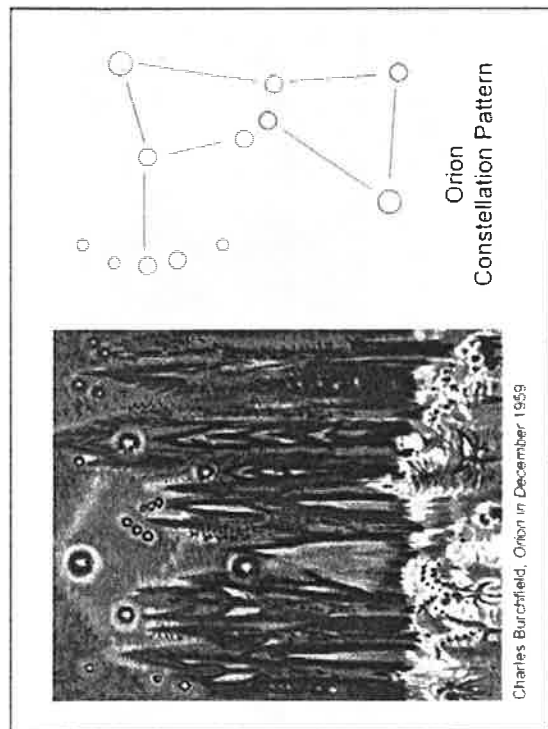 Charles Burchfield, Orion in December 1959
Orion
Constellation Pattern